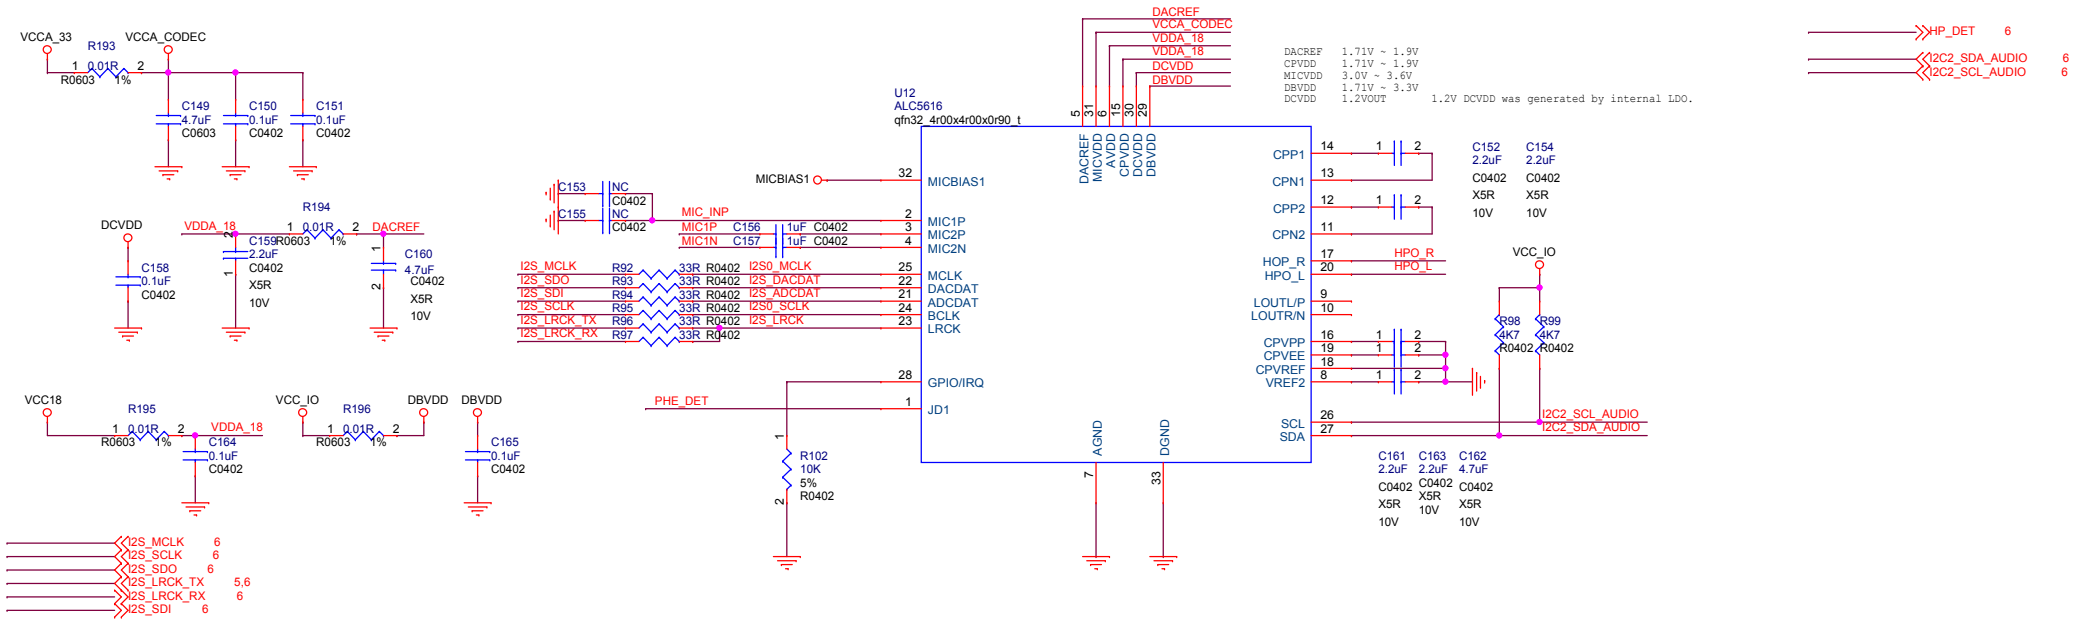 DACREF
VCCA_CODEC
VDDA_18
VDDA_18
DCVDD
DBVDD
HP_DET 6
I2C2_SDA_AUDIO 6
I2C2_SCL_AUDIO 6
DACREF 1.71V ~ 1.9V
CPVDD 1.71V ~ 1.9V
MICVDD 3.0V ~ 3.6V
DBVDD 1.71V ~ 3.3V
DCVDD 1.2VOUT 1.2V DCVDD was generated by internal LDO.
VCCA_33
R193
VCCA_CODEC
1 0.01R 2
R0603 1%
C149
4.7uF
C0603
C150
0.1uF
C0402
C151
0.1uF
C0402
U12
ALC5616
qfn32_4r00x4r00x0r90_t
5
31
6
15
30
29
DACREF
MICVDD
AVDD
CPVDD
DCVDD
DBVDD
MICBIAS1
32 MICBIAS1
C153 NC
C0402
C155 NC
C0402
MIC_INP
2 MIC1P
MIC1P C156 1uF C0402
3 MIC2P
MIC1N C157 1uF C0402
4 MIC2N
I2S_MCLK R92 33R R0402 I2S0_MCLK
25 MCLK
I2S_SDO R93 33R R0402 I2S_DACDAT
22 DACDAT
I2S_SDI R94 33R R0402 I2S_ADCDAT
21 ADCDAT
I2S_SCLK R95 33R R0402 I2S0_SCLK
24 BCLK
I2S_LRCK_TX R96 33R R0402 I2S_LRCK
23 LRCK
I2S_LRCK_RX R97 33R R0402
28 GPIO/IRQ
PHE_DET
1 JD1
1
R102
10K
5%
R0402
2
AGND
7
DGND
33
CPP1 14 1 2
CPN1 13
CPP2 12 1 2
CPN2 11
HOP_R 17 HPO_R
HPO_L 20 HPO_L
LOUTL/P 9
LOUTR/N 10
CPVPP 16 1 2
CPVEE 19 1 2
CPVREF 18
VREF2 8 1 2
SCL 26 I2C2_SCL_AUDIO
SDA 27 I2C2_SDA_AUDIO
C152
2.2uF
C0402
X5R
10V
C154
2.2uF
C0402
X5R
10V
VCC_IO
R98
4K7
R0402
R99
4K7
R0402
C161
2.2uF
C0402
X5R
10V
C163
2.2uF
C0402
X5R
10V
C162
4.7uF
C0402
X5R
10V
DCVDD
C158
0.1uF
C0402
R194
VDDA_18 1 0.01R 2 DACREF
R0603 1%
2
C159
2.2uF
C0402
1
X5R
10V
1
C160
4.7uF
C0402
2
X5R
10V
VCC18
R195
1 0.01R 2 VDDA_18
R0603 1%
C164
0.1uF
C0402
VCC_IO
R196
DBVDD
1 0.01R 2
R0603 1%
DBVDD
C165
0.1uF
C0402
I2S_MCLK 6
I2S_SCLK 6
I2S_SDO 6
I2S_LRCK_TX 5,6
I2S_LRCK_RX 6
I2S_SDI 6